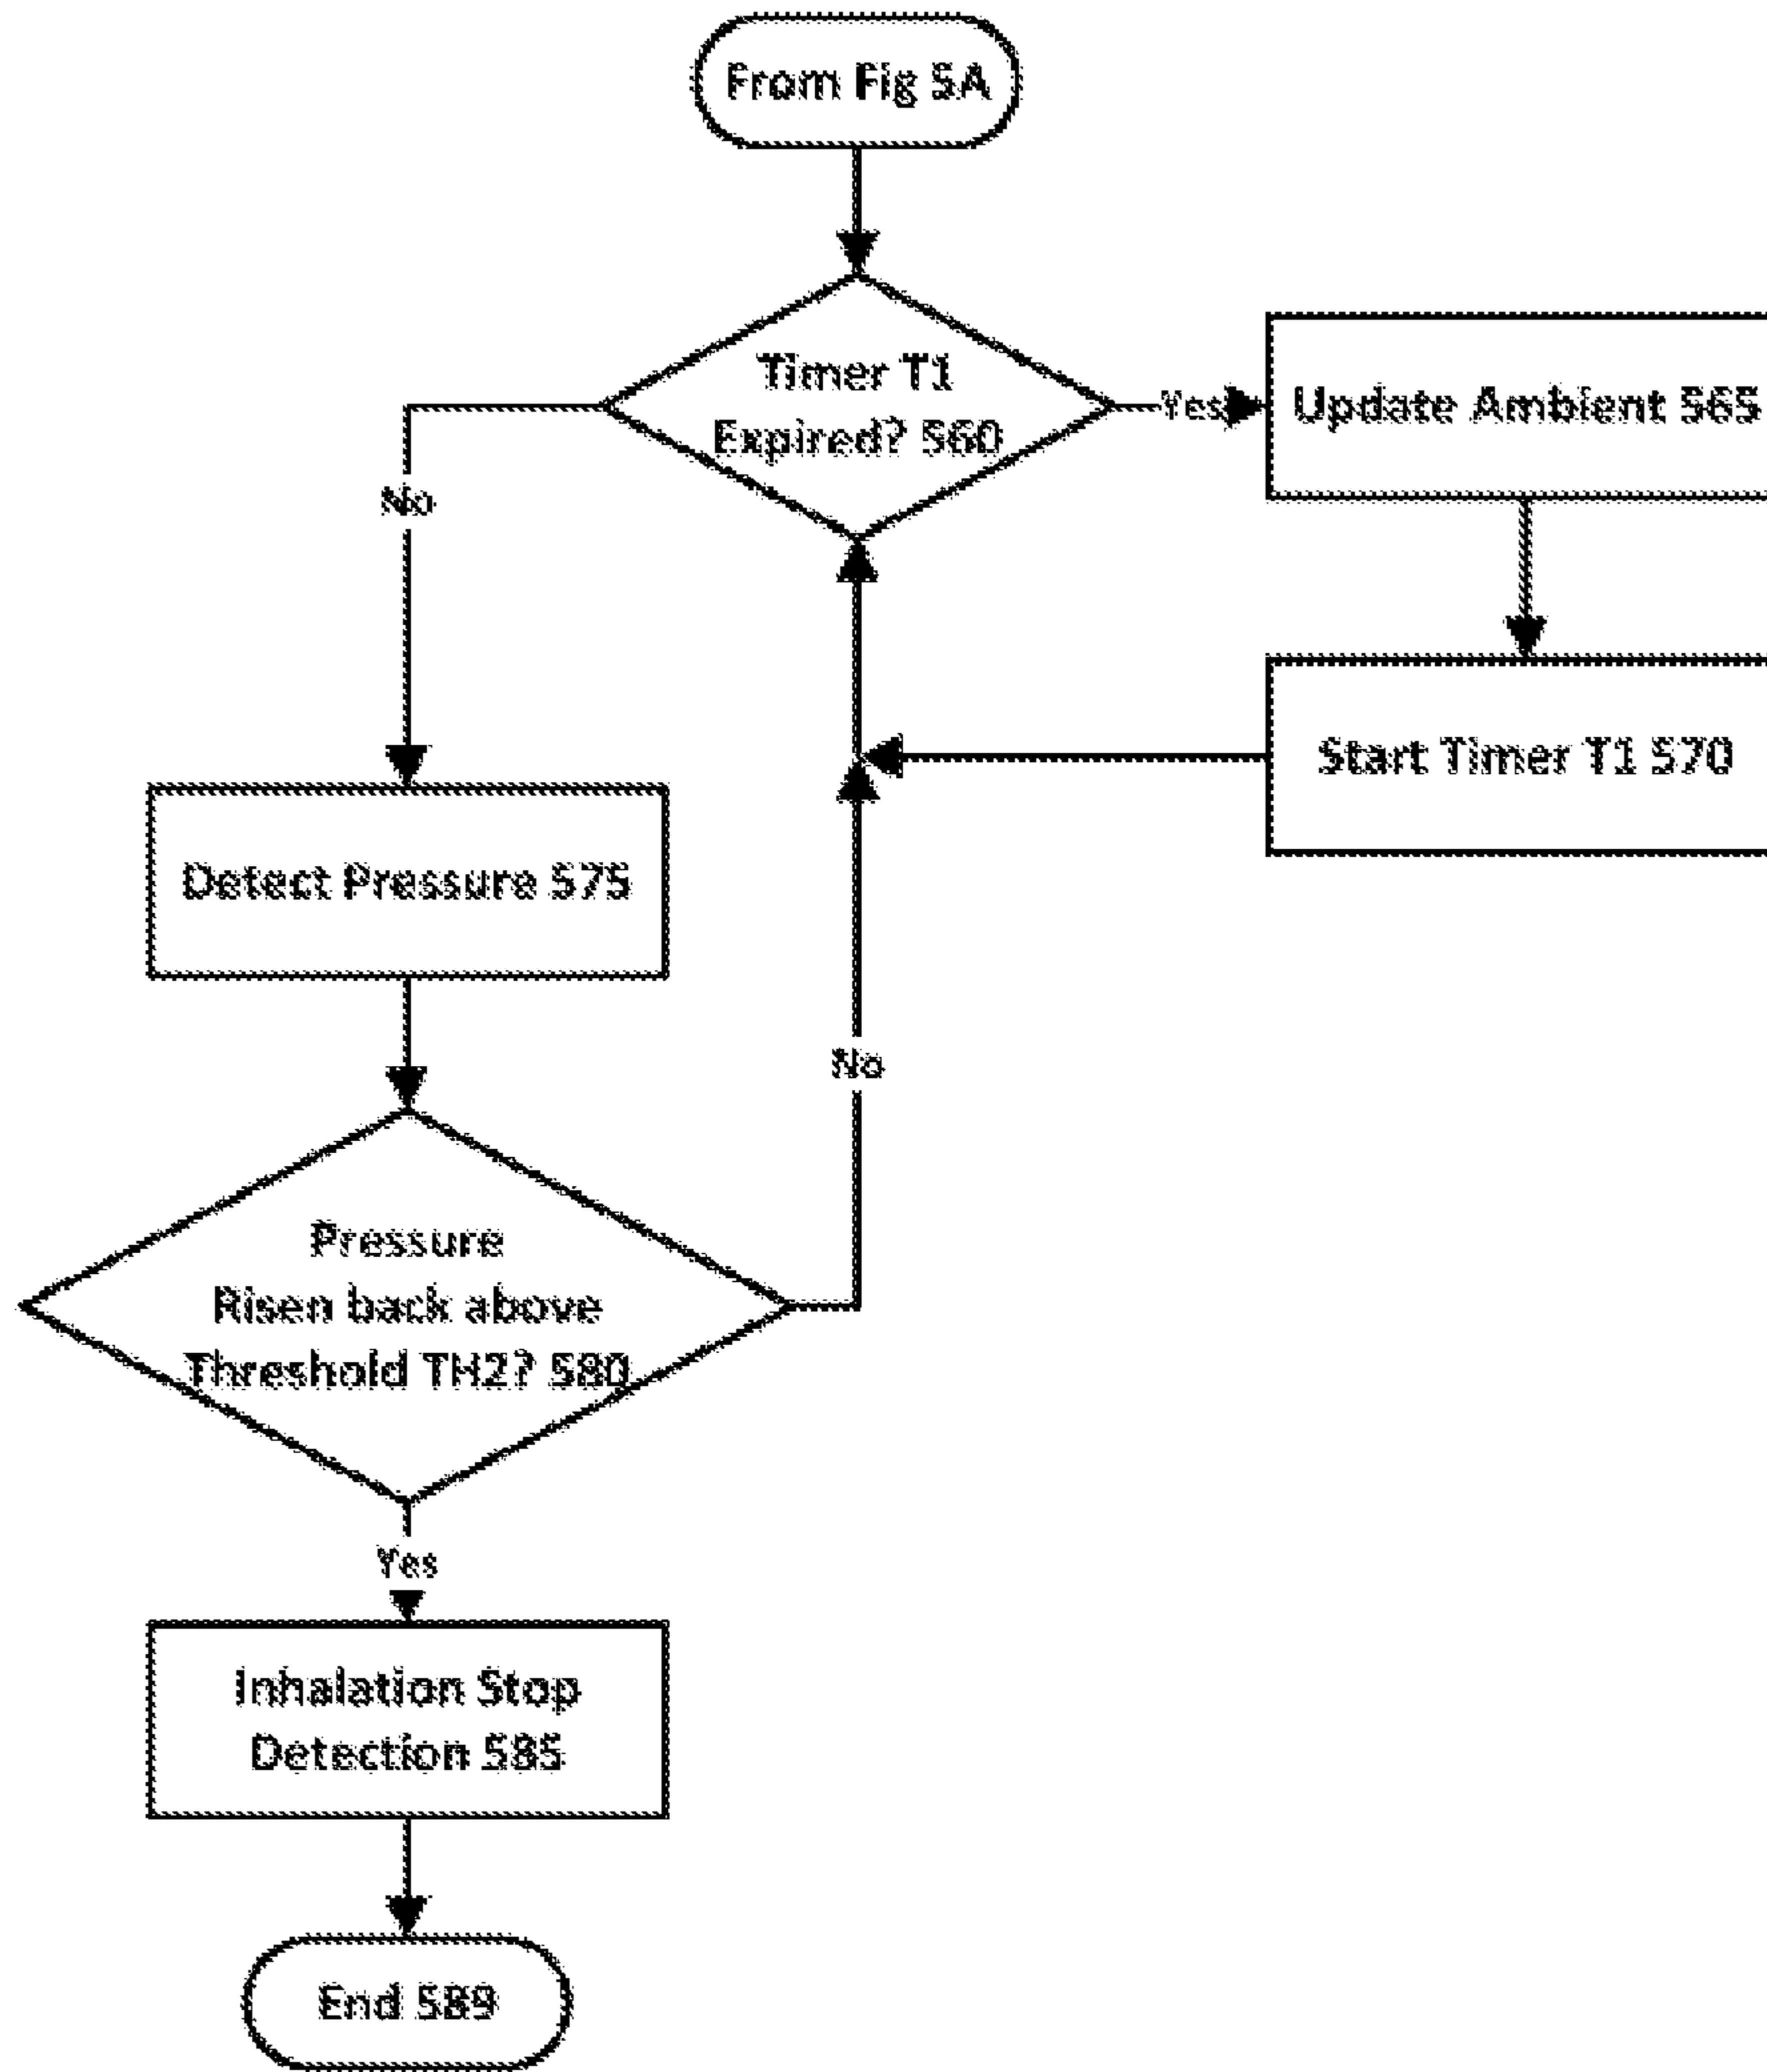 From Fig 5A
Timer T1
Expired? 560
Yes
Update Ambient 565
No
Start Timer T1 570
Detect Pressure 575
No
Pressure
Risen back above
Threshold TH2? 580
Yes
Inhalation Stop
Detection 585
End 589